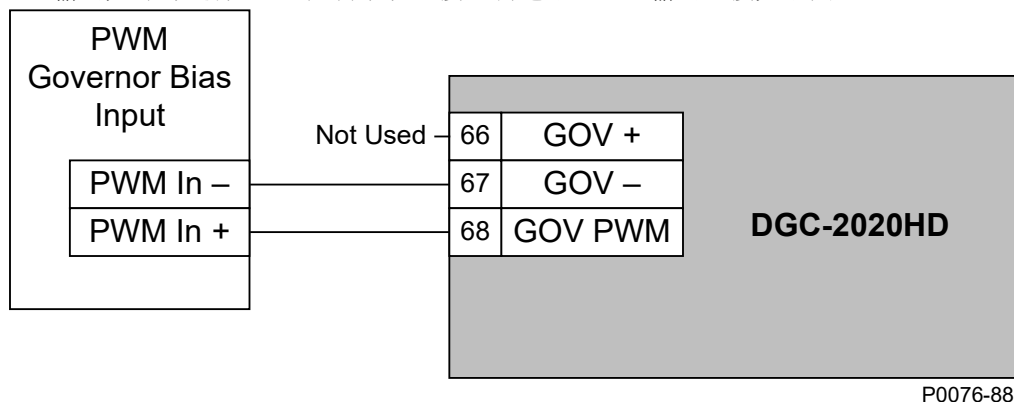 PWM
Governor Bias
Input
Not Used
66 GOV +
PWM In –
67 GOV –
PWM In +
68 GOV PWM
DGC-2020HD
P0076-88